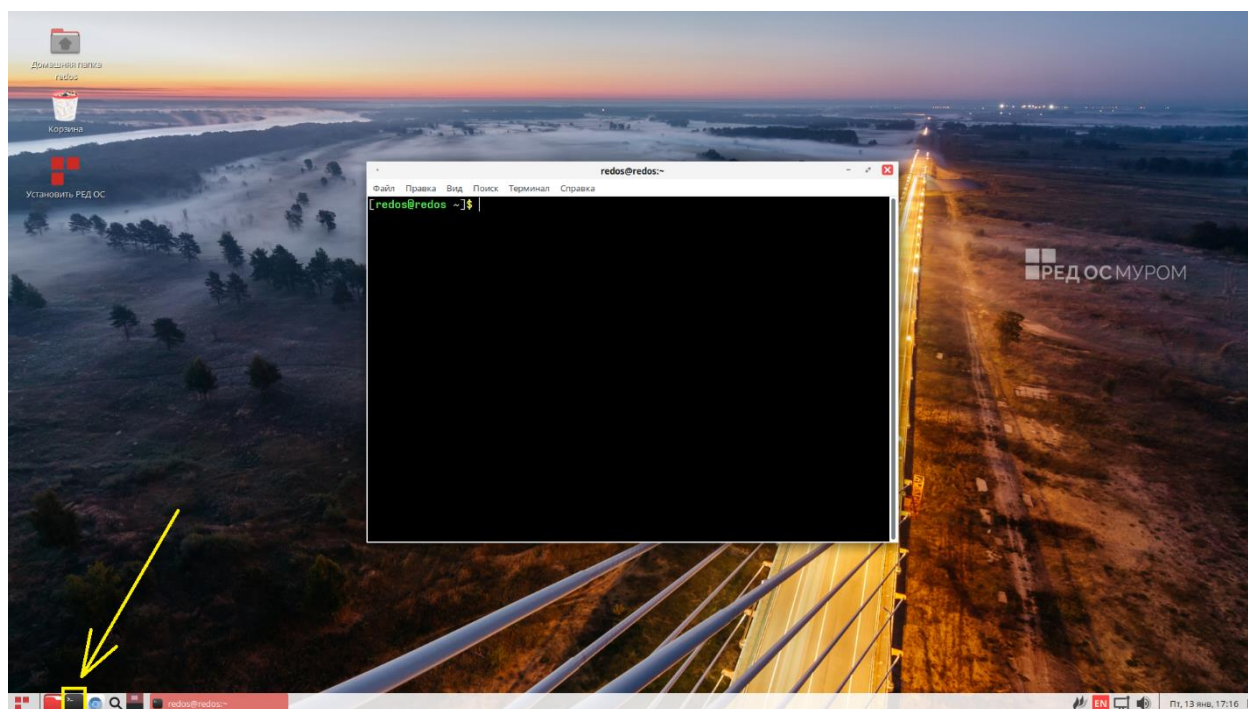 Домашняя папка
redos
Корзина
Установить РЕД ОС
redos@redos:~
Файл Правка Вид Поиск Терминал Справка
[redos@redos ~]$
РЕД ОС МУРОМ
redos@redos:~
EN
Пт, 13 янв, 17:16